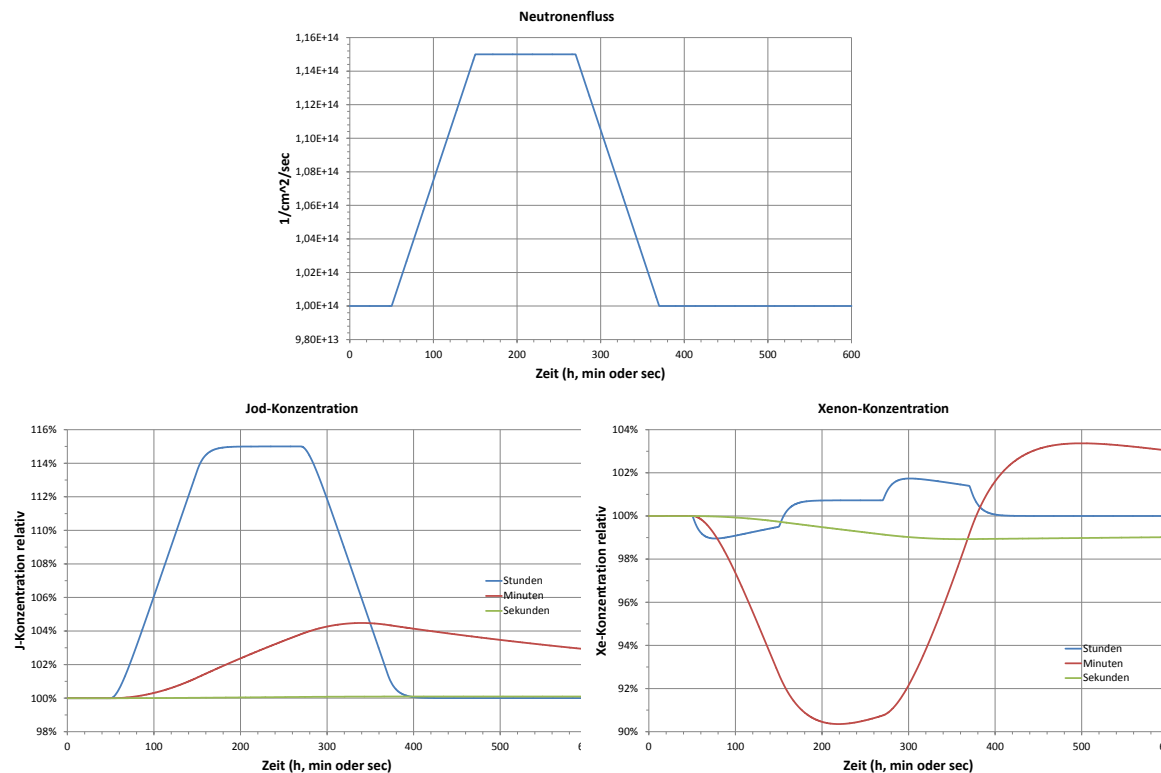 Neutronenfluss
1/cm^2/sec
1,16E+14
1,14E+14
1,12E+14
1,10E+14
1,08E+14
1,06E+14
1,04E+14
1,02E+14
1,00E+14
9,80E+13
0 100 200 300 400 500 600
Zeit (h, min oder sec)
Jod-Konzentration
J-Konzentration relativ
116%
114%
112%
110%
108%
106%
104%
102%
100%
98%
Stunden
Minuten
Sekunden
0 100 200 300 400 500
Zeit (h, min oder sec)
Xenon-Konzentration
Xe-Konzentration relativ
104%
102%
100%
98%
96%
94%
92%
90%
Stunden
Minuten
Sekunden
0 100 200 300 400 500
Zeit (h, min oder sec)